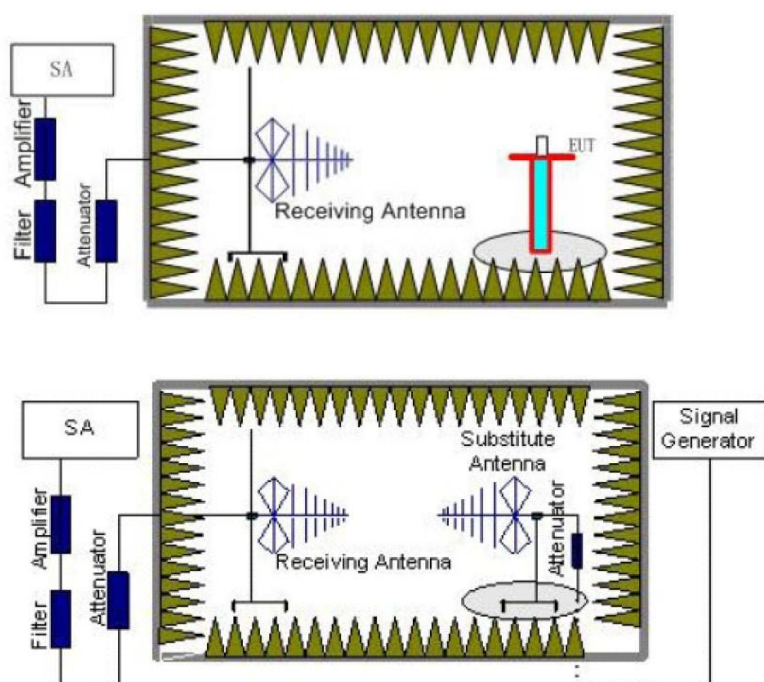 SA
Amplifier
Filter
Attenuator
Receiving Antenna
EUT
SA
Amplifier
Filter
Attenuator
Receiving Antenna
Substitute
Antenna
Attenuator
Signal
Generator